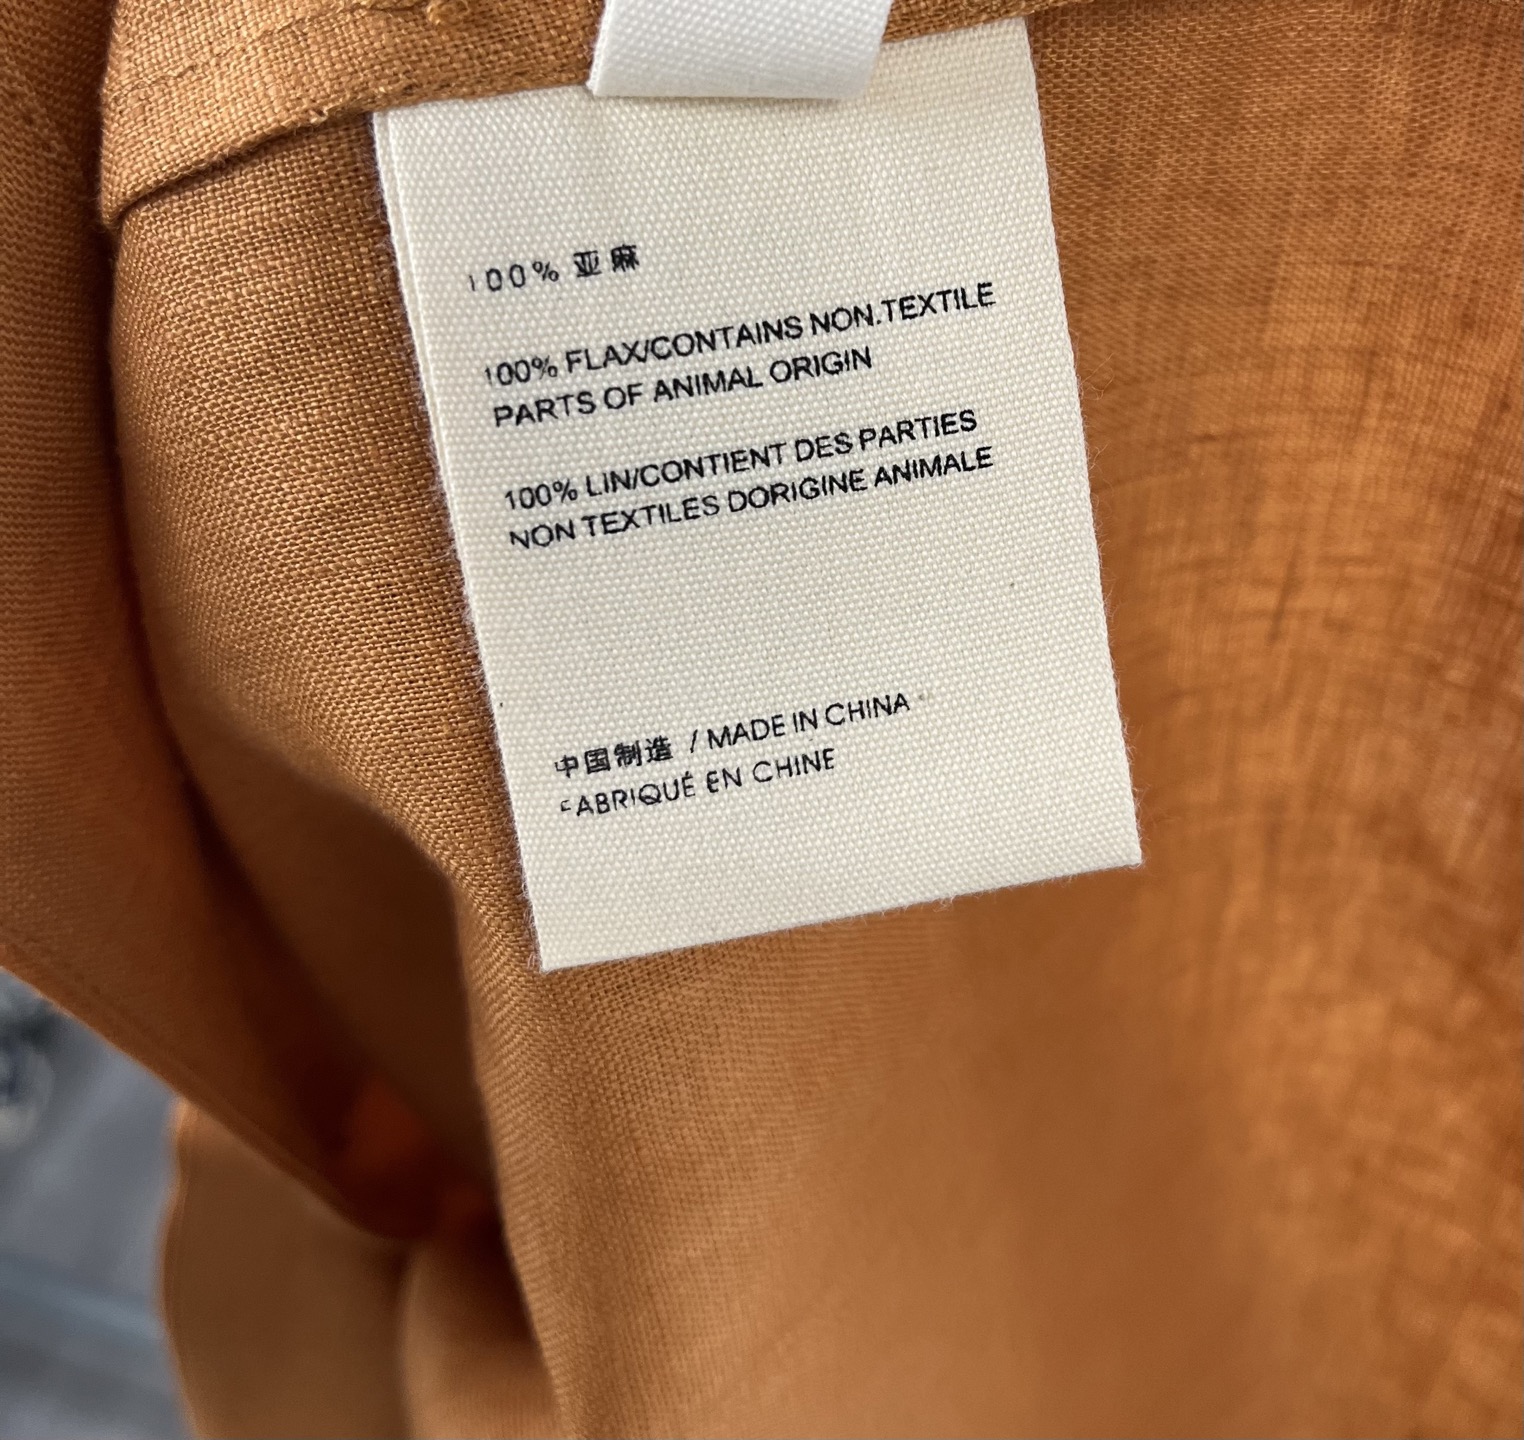 100% 亚麻
100% FLAX/CONTAINS NON.TEXTILE
PARTS OF ANIMAL ORIGIN
100% LIN/CONTIENT DES PARTIES
NON TEXTILES DORIGINE ANIMALE
中国制造 / MADE IN CHINA
FABRIQUÉ EN CHINE